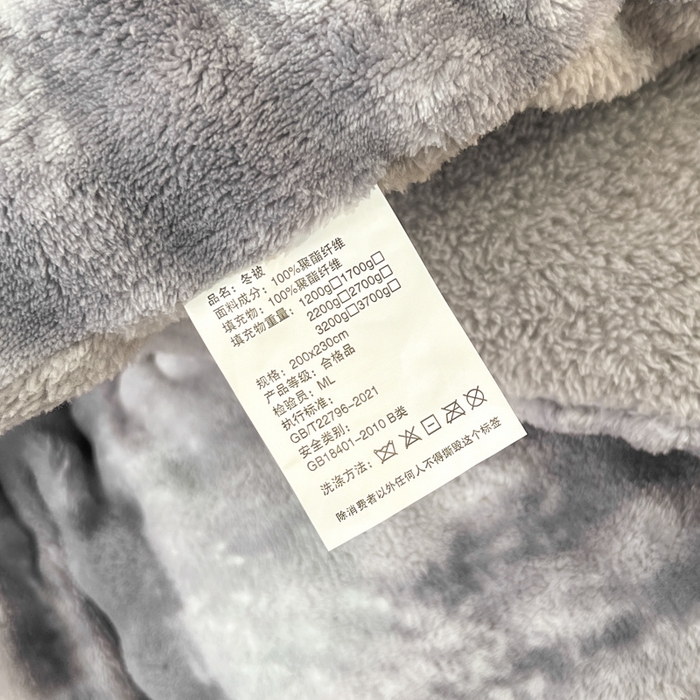 品名：冬被
面料成分：100%聚酯纤维
填充物：100%聚酯纤维
填充物重量：1200g□1700g□
2200g□2700g□
3200g□3700g□
规格：200x230cm
产品等级：合格品
检验员：ML
执行标准：
GB/T22796-2021
安全类别：
GB18401-2010 B类
洗涤方法：
除消费者以外任何人不得撕毁这个标签